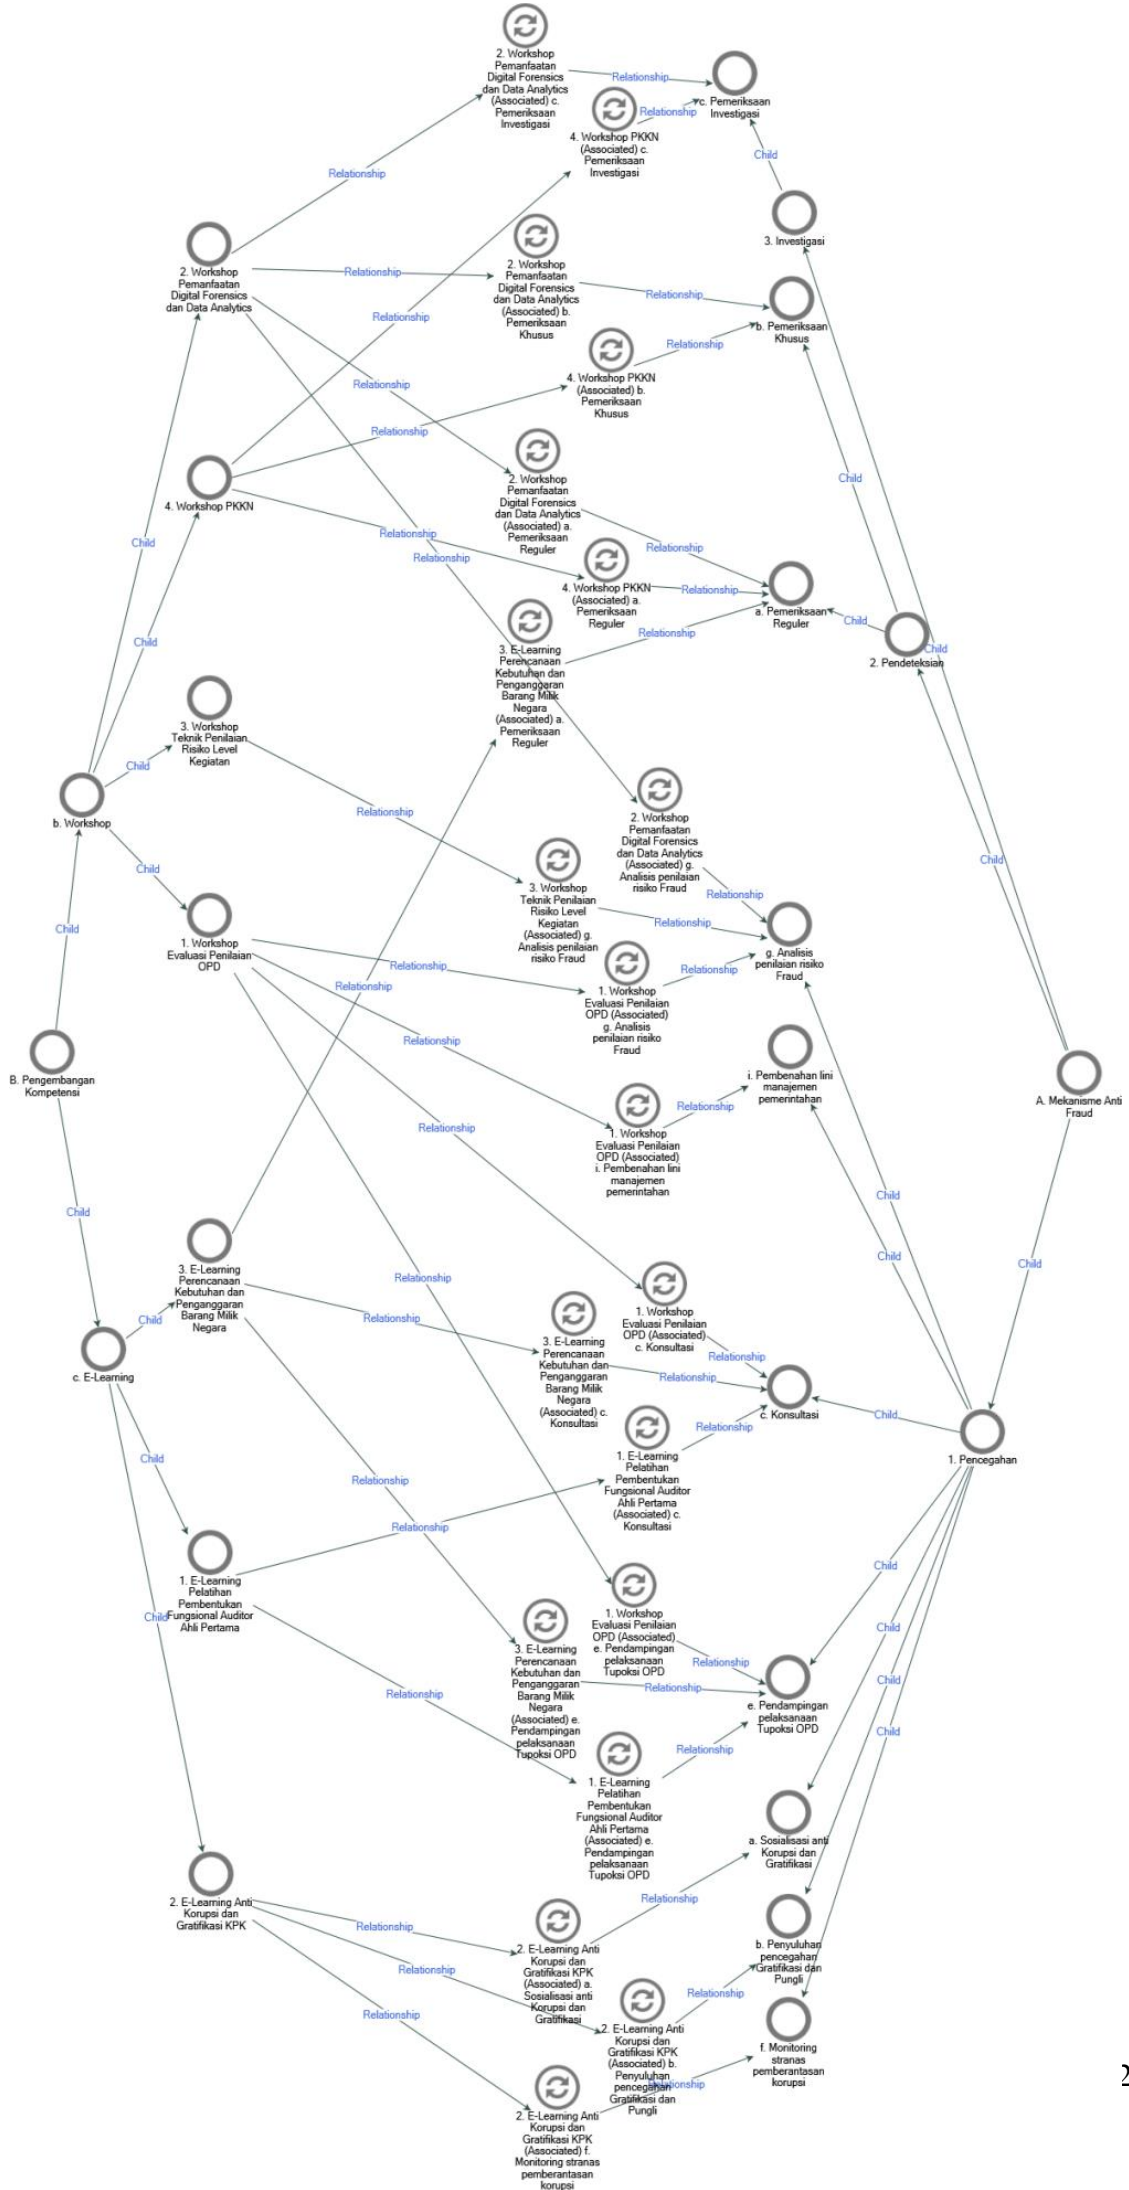 2. Workshop
Pemanfaatan
Digital Forensics
dan Data Analytics
(Associated) c.
Pemeriksaan
Investigasi
Relationship
c. Pemeriksaan
Investigasi
Relationship
4. Workshop PKKN
(Associated) c.
Pemeriksaan
Investigasi
Child
Relationship
3. Investigasi
2. Workshop
Pemanfaatan
Digital Forensics
dan Data Analytics
Relationship
2. Workshop
Pemanfaatan
Digital Forensics
dan Data Analytics
(Associated) b.
Pemeriksaan
Khusus
Relationship
b. Pemeriksaan
Khusus
Relationship
Relationship
4. Workshop PKKN
(Associated) b.
Pemeriksaan
Khusus
Relationship
Relationship
Child
4. Workshop PKKN
2. Workshop
Pemanfaatan
Digital Forensics
dan Data Analytics
(Associated) a.
Pemeriksaan
Reguler
Relationship
Relationship
Relationship
Child
4. Workshop PKKN
(Associated) a.
Pemeriksaan
Reguler
Relationship
a. Pemeriksaan
Reguler
Child
Relationship
Child
2. Pendeteksian
Child
3. E-Learning
Perencanaan
Kebutuhan dan
Penganggaran
Barang Milik
Negara
(Associated) a.
Pemeriksaan
Reguler
3. Workshop
Teknik Penilaian
Risiko Level
Kegiatan
Child
b. Workshop
Relationship
2. Workshop
Pemanfaatan
Digital Forensics
dan Data Analytics
(Associated) g.
Analisis penilaian
risiko Fraud
Child
Child
Relationship
3. Workshop
Teknik Penilaian
Risiko Level
Kegiatan
(Associated) g.
Analisis penilaian
risiko Fraud
Relationship
g. Analisis
penilaian risiko
Fraud
Child
1. Workshop
Evaluasi Penilaian
OPD
Relationship
Relationship
Relationship
1. Workshop
Evaluasi Penilaian
OPD (Associated)
g. Analisis
penilaian risiko
Fraud
Relationship
B. Pengembangan
Kompetensi
i. Pembenahan lini
manajemen
pemerintahan
A. Mekanisme Anti
Fraud
Relationship
Relationship
1. Workshop
Evaluasi Penilaian
OPD (Associated)
i. Pembenahan lini
manajemen
pemerintahan
Child
Child
Child
Child
Relationship
3. E-Learning
Perencanaan
Kebutuhan dan
Penganggaran
Barang Milik
Negara
Child
c. E-Learning
Relationship
1. Workshop
Evaluasi Penilaian
OPD (Associated)
c. Konsultasi
3. E-Learning
Perencanaan
Kebutuhan dan
Penganggaran
Barang Milik
Negara
(Associated) c.
Konsultasi
Relationship
Relationship
c. Konsultasi
Child
Relationship
1. Pencegahan
Child
Relationship
1. E-Learning
Pelatihan
Pembentukan
Fungsional Auditor
Ahli Pertama
(Associated) c.
Konsultasi
Relationship
1. E-Learning
Pelatihan
Pembentukan
Fungsional Auditor
Ahli Pertama
Child
Child
Child
1. Workshop
Evaluasi Penilaian
OPD (Associated)
e. Pendampingan
pelaksanaan
Tupoksi OPD
3. E-Learning
Perencanaan
Kebutuhan dan
Penganggaran
Barang Milik
Negara
(Associated) e.
Pendampingan
pelaksanaan
Tupoksi OPD
Relationship
Relationship
Relationship
e. Pendampingan
pelaksanaan
Tupoksi OPD
Child
Child
Relationship
1. E-Learning
Pelatihan
Pembentukan
Fungsional Auditor
Ahli Pertama
(Associated) e.
Pendampingan
pelaksanaan
Tupoksi OPD
a. Sosialisasi anti
Korupsi dan
Gratifikasi
2. E-Learning Anti
Korupsi dan
Gratifikasi KPK
Relationship
Relationship
Relationship
Relationship
2. E-Learning Anti
Korupsi dan
Gratifikasi KPK
(Associated) a.
Sosialisasi anti
Korupsi dan
Gratifikasi
b. Penyuluhan
pencegahan
Gratifikasi dan
Pungli
Relationship
2. E-Learning Anti
Korupsi dan
Gratifikasi KPK
(Associated) b.
Penyuluhan
pencegahan
Gratifikasi dan
Pungli
f. Monitoring
stranas
pemberantasan
korupsi
Relationship
2. E-Learning Anti
Korupsi dan
Gratifikasi KPK
(Associated) f.
Monitoring stranas
pemberantasan
korupsi
2